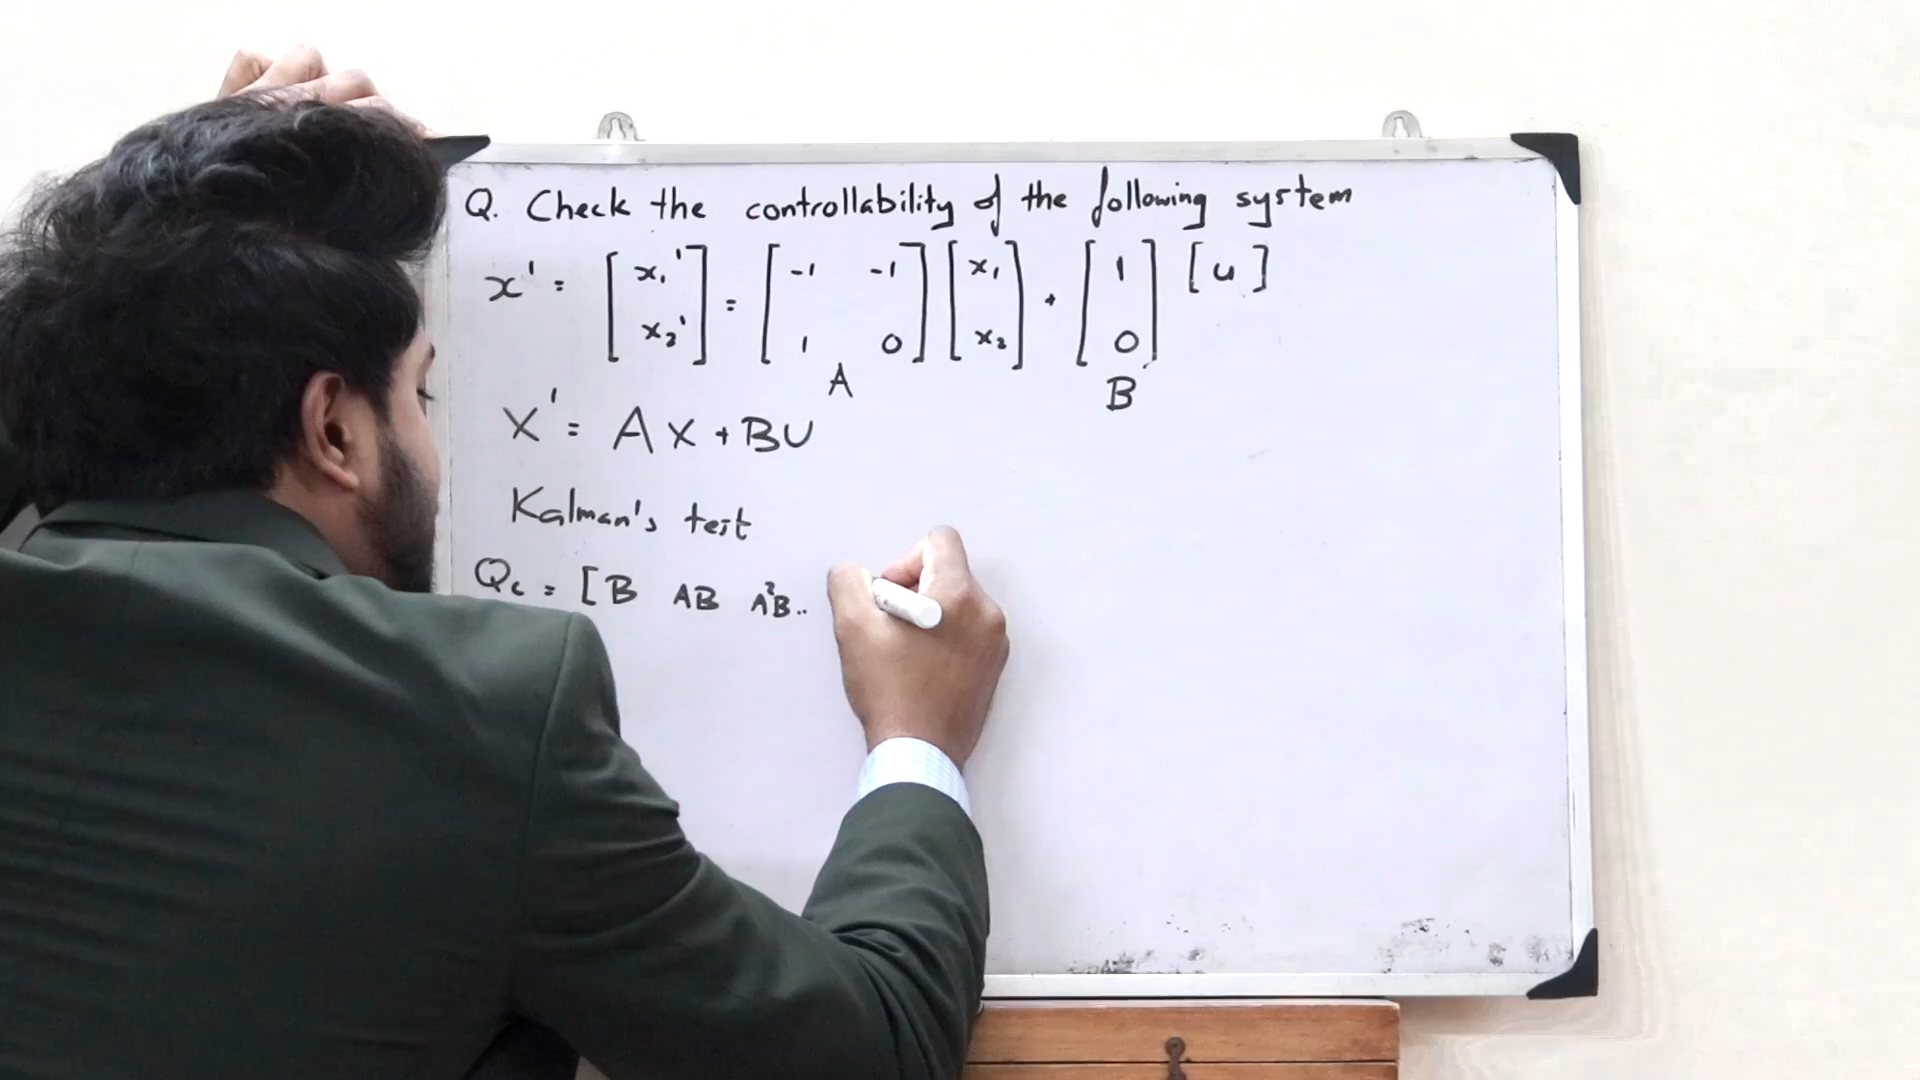 Q. Check the controllability of the following system
x' = [ x₁' x₂' ] = [ -1 -1 1 0 ] [ x₁ x₂ ] + [ 1 0 ] [ u ]
A B
X' = AX + BU
Kalman's test
Qc = [ B AB A²B..